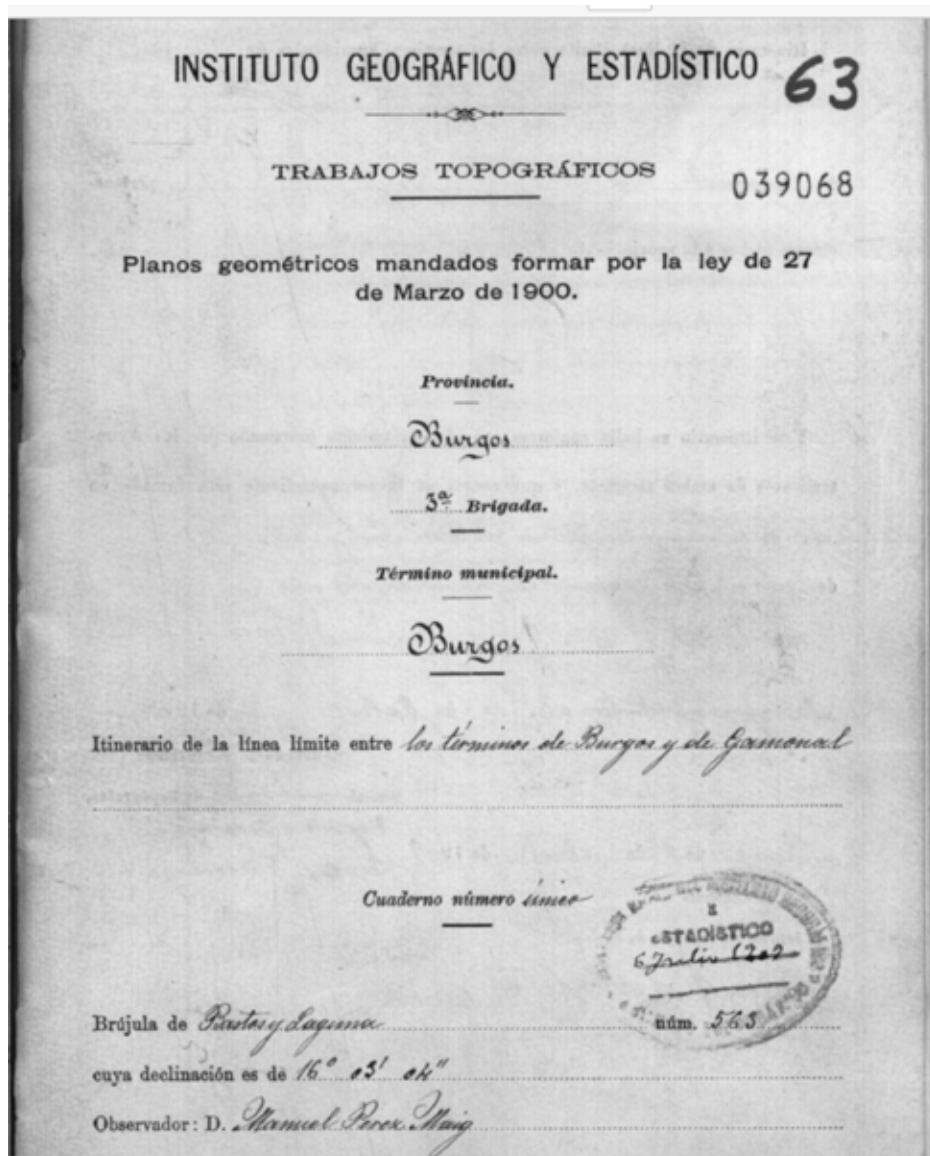 INSTITUTO GEOGRÁFICO Y ESTADÍSTICO
63
TRABAJOS TOPOGRÁFICOS
039068
Planos geométricos mandados formar por la ley de 27
de Marzo de 1900.
Provincia.
Burgos
3ª Brigada.
Término municipal.
Burgos
Itinerario de la línea límite entre los términos de Burgos y de Gamonal
Cuaderno número único
ESTADÍSTICO
6 Julio
Brújula de Laguna núm. 563
cuya declinación es de 16° 03' 04"
Observador: D. Manuel Perez Maig